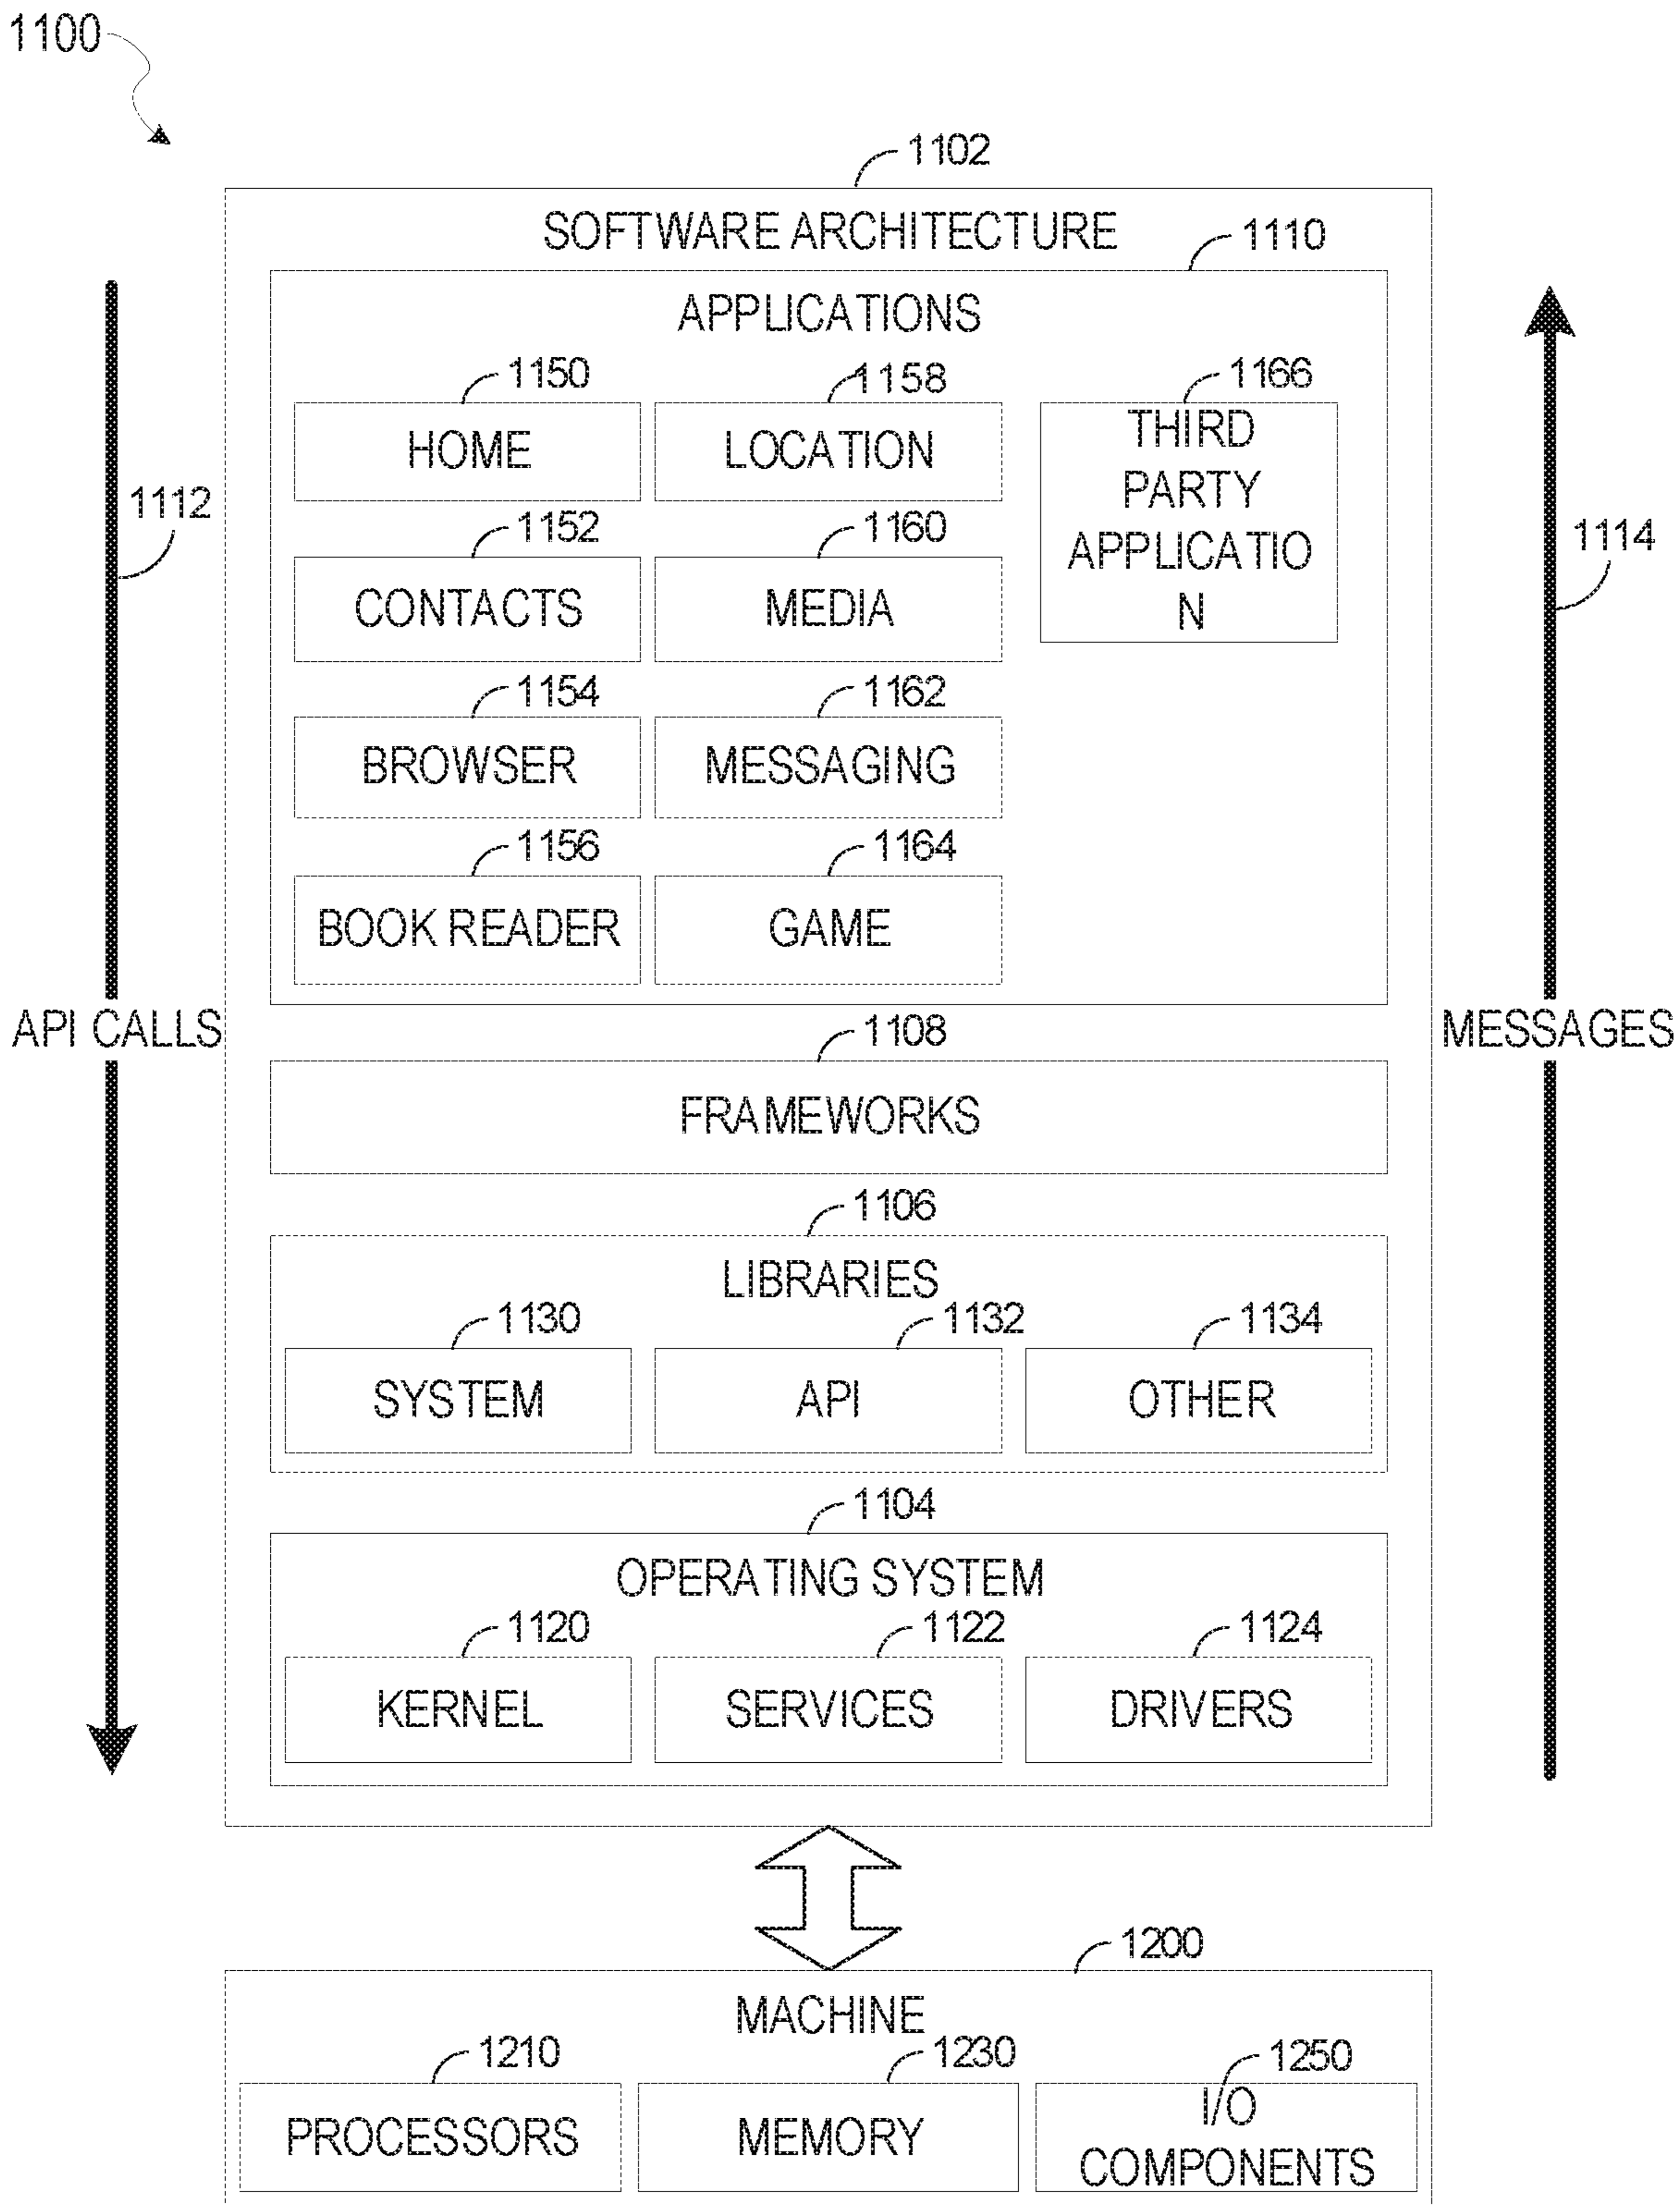 1100
1102
SOFTWARE ARCHITECTURE
1110
APPLICATIONS
1150
1158
1166
HOME
LOCATION
THIRD
PARTY
APPLICATIO
N
1112
1114
1152
1160
CONTACTS
MEDIA
1154
1162
BROWSER
MESSAGING
1156
1164
BOOK READER
GAME
API CALLS
MESSAGES
1108
FRAMEWORKS
1106
LIBRARIES
1130
1132
1134
SYSTEM
API
OTHER
1104
OPERATING SYSTEM
1120
1122
1124
KERNEL
SERVICES
DRIVERS
1200
MACHINE
1210
1230
1250
PROCESSORS
MEMORY
I/O
COMPONENTS